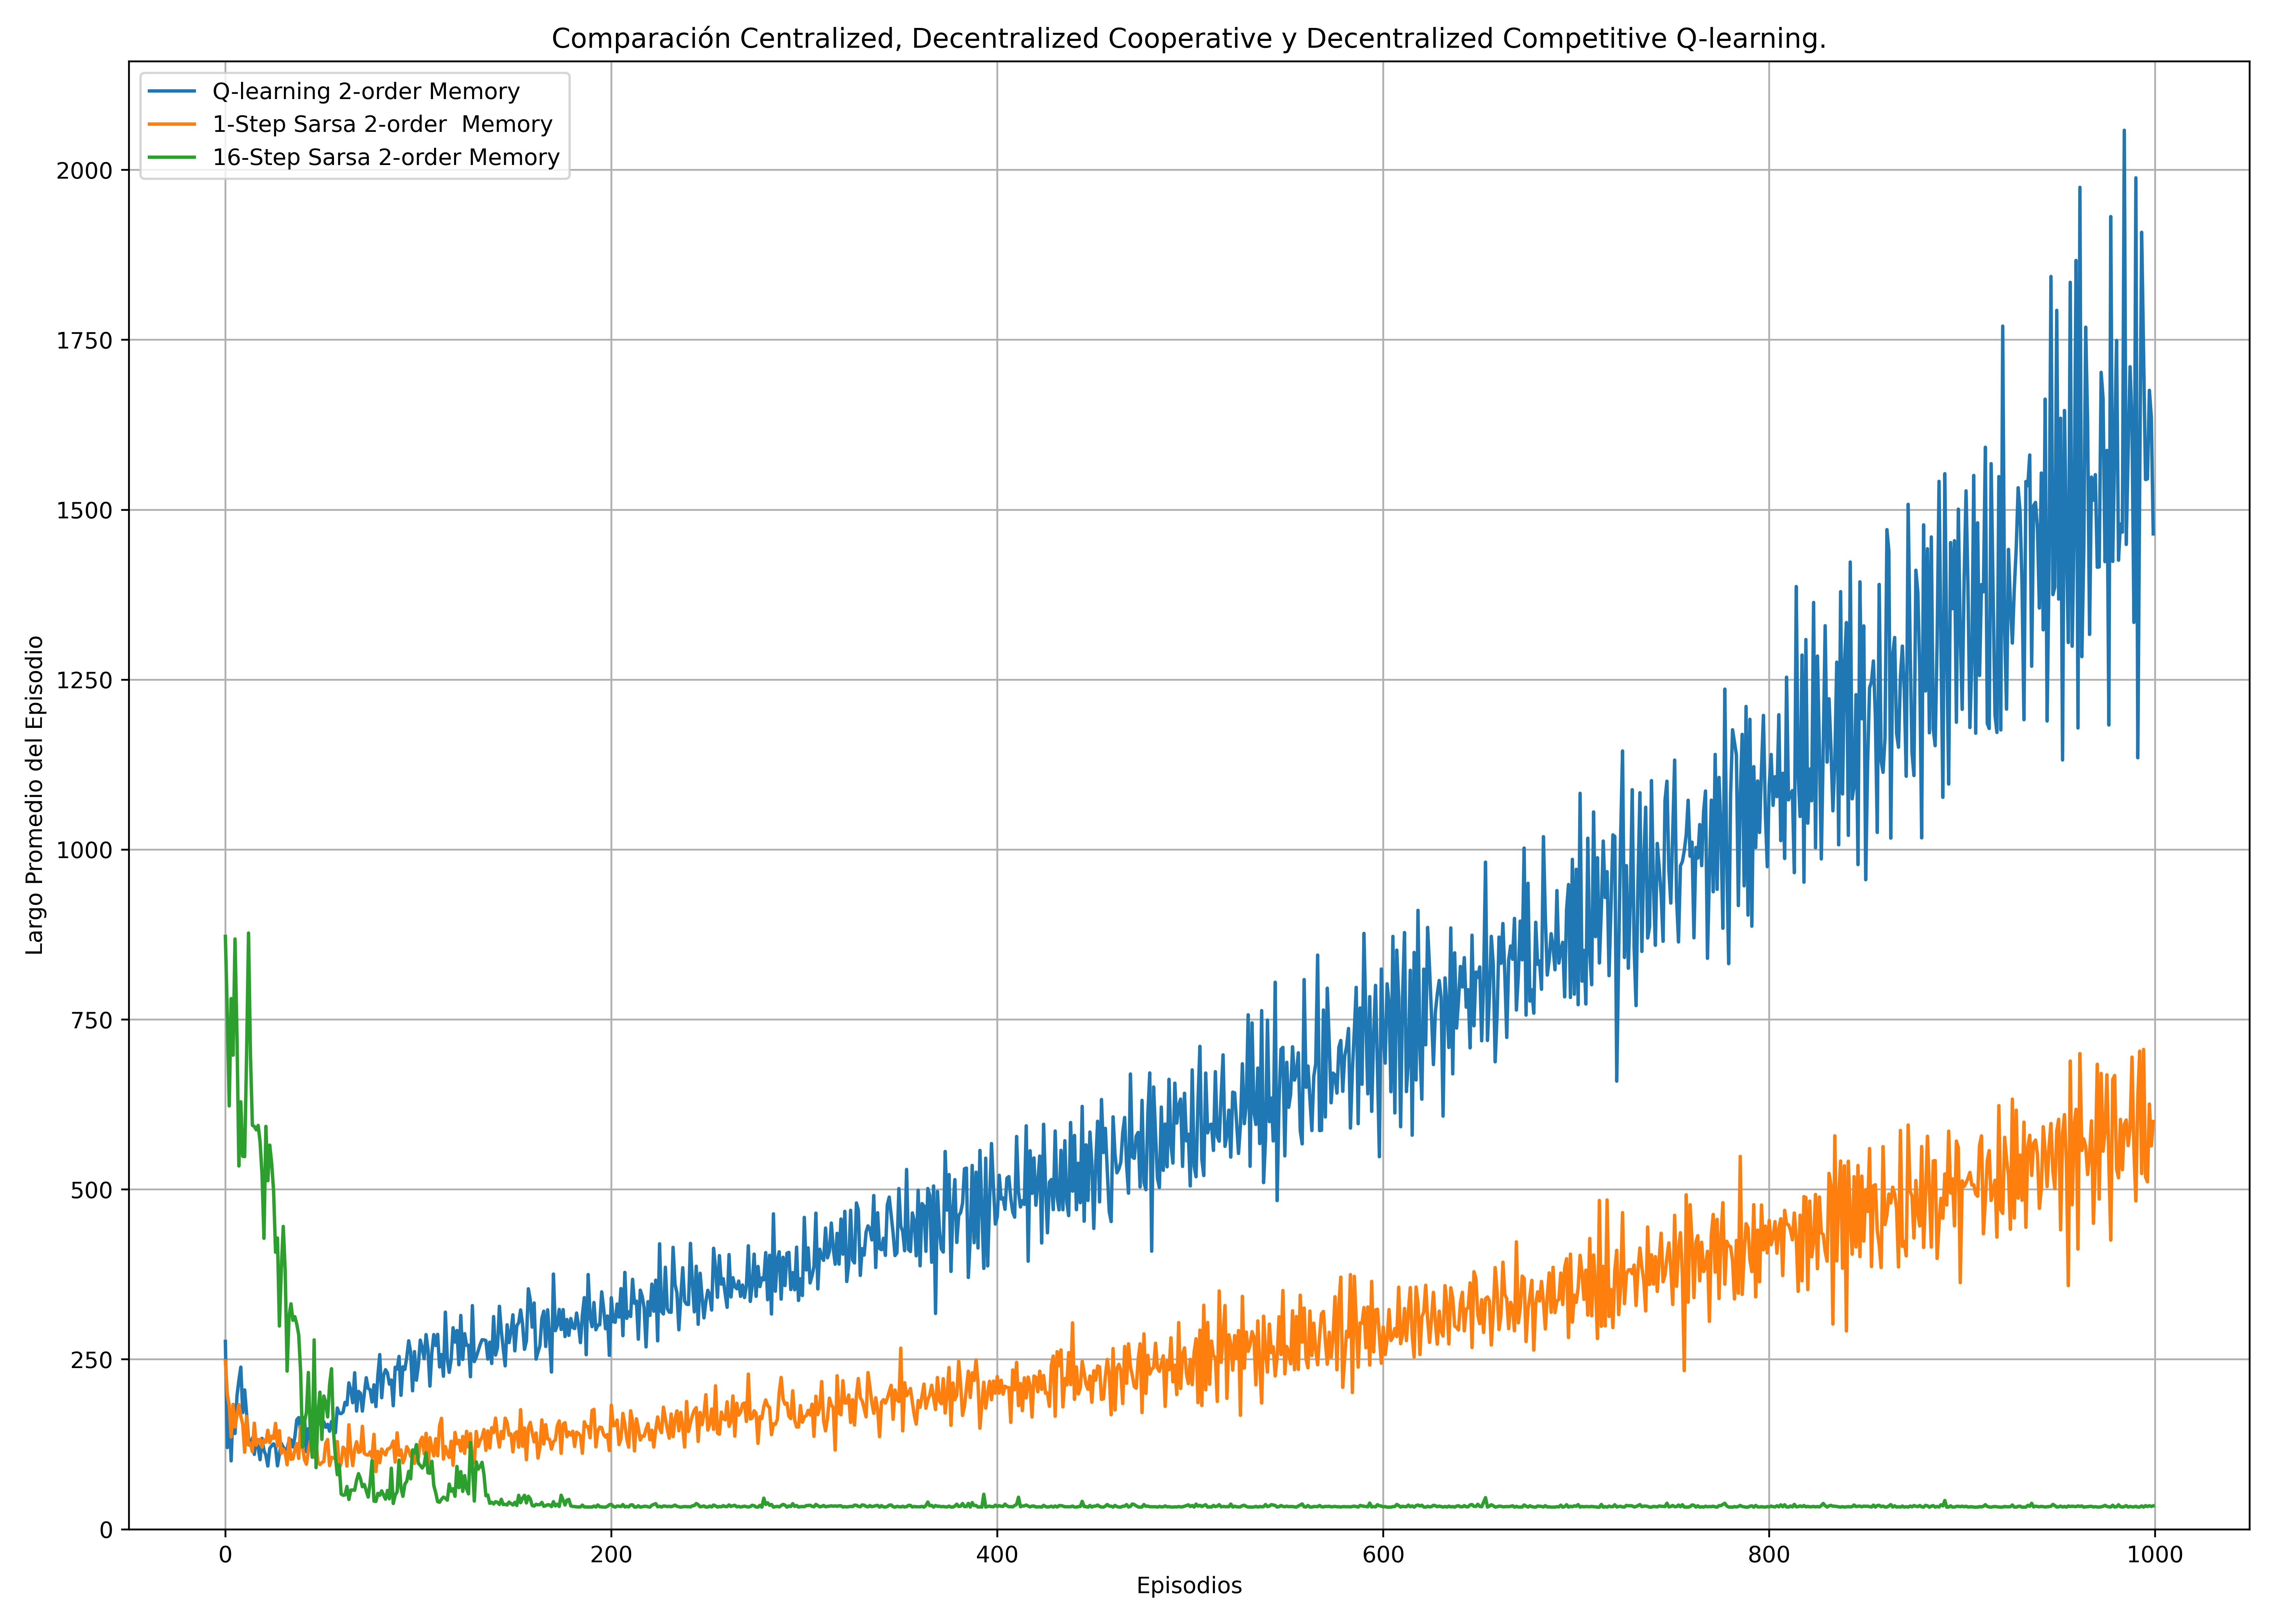 Comparación Centralized, Decentralized Cooperative y Decentralized Competitive Q-learning.
Q-learning 2-order Memory
1-Step Sarsa 2-order  Memory
16-Step Sarsa 2-order Memory
Largo Promedio del Episodio
2000
1750
1500
1250
1000
750
500
250
0
0 200 400 600 800 1000
Episodios